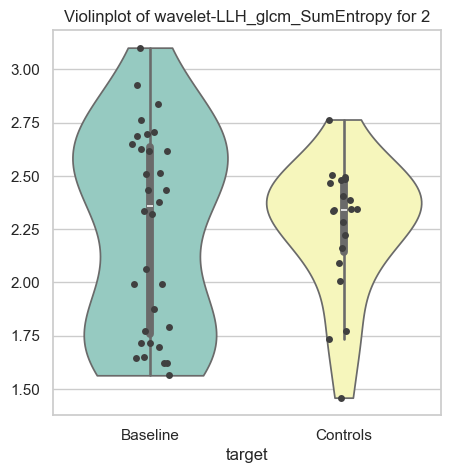 Violinplot of wavelet-LLH_glcm_SumEntropy for 2
3.00
2.75
2.50
2.25
2.00
1.75
1.50
Baseline Controls
target